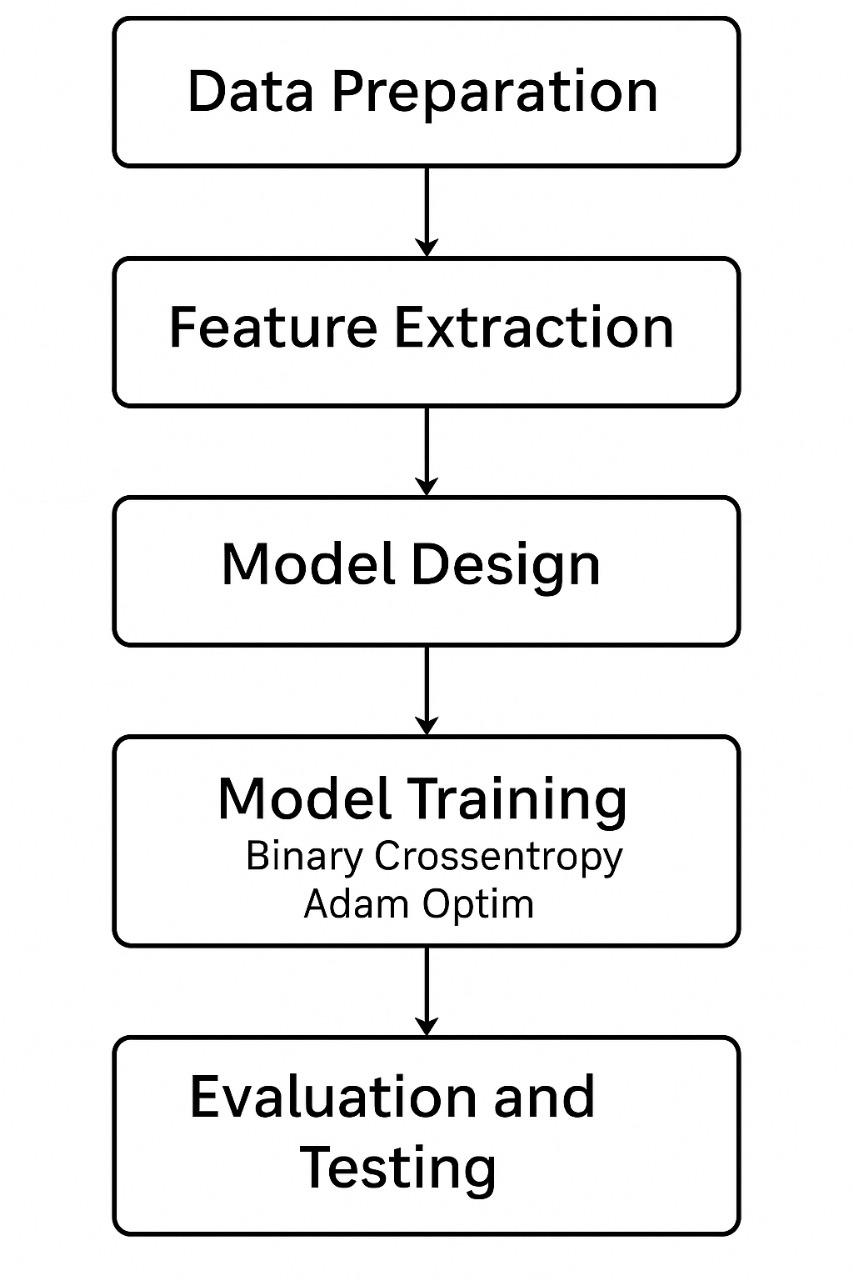 Data Preparation
Feature Extraction
Model Design
Model Training
Binary Crossentropy
Adam Optim
Evaluation and
Testing